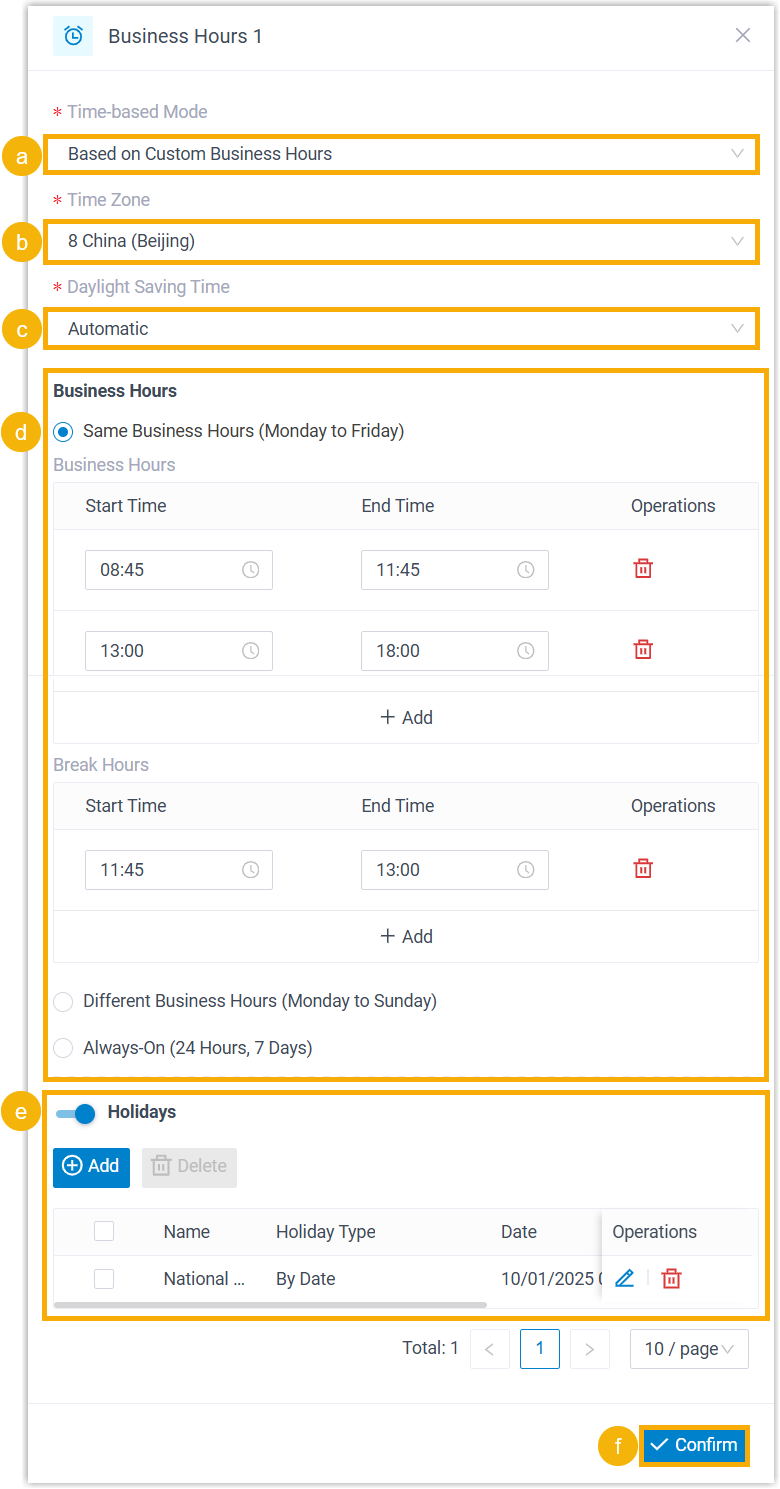 Business Hours 1
* Time-based Mode
a Based on Custom Business Hours
* Time Zone
b 8 China (Beijing)
* Daylight Saving Time
c Automatic
Business Hours
d Same Business Hours (Monday to Friday)
Business Hours
Start Time End Time Operations
08:45 11:45
13:00 18:00
+ Add
Break Hours
Start Time End Time Operations
11:45 13:00
+ Add
Different Business Hours (Monday to Sunday)
Always-On (24 Hours, 7 Days)
e Holidays
Add Delete
Name Holiday Type Date Operations
National ... By Date 10/01/2025
Total: 1 < 1 > 10 / page
f Confirm